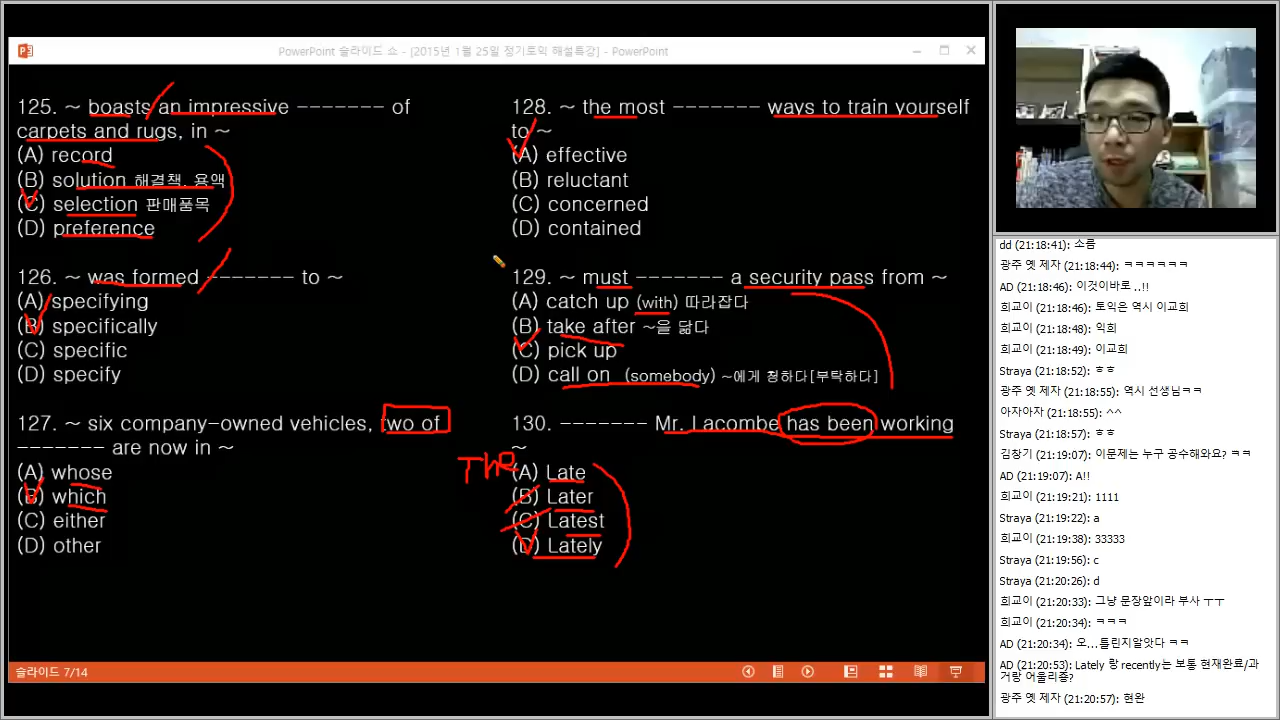 PowerPoint 슬라이드 쇼 - [2015년 1월 25일 정기토익 해설특강] - PowerPoint
125. ~ boasts an impressive ------- of
carpets and rugs, in ~
(A) record
(B) solution 해결책, 용액
(C) selection 판매품목
(D) preference
126. ~ was formed ------- to ~
(A) specifying
(B) specifically
(C) specific
(D) specify
127. ~ six company-owned vehicles, two of
------- are now in ~
(A) whose
(B) which
(C) either
(D) other
128. ~ the most ------- ways to train yourself
to ~
(A) effective
(B) reluctant
(C) concerned
(D) contained
129. ~ must ------- a security pass from ~
(A) catch up (with) 따라잡다
(B) take after ~을 닮다
(C) pick up
(D) call on (somebody) ~에게 청하다[부탁하다]
130. ------- Mr. Lacombe has been working
~
The
(A) Late
(B) Later
(C) Latest
(D) Lately
슬라이드 7/14
dd (21:18:41): 소름
광주 옛 제자 (21:18:44): ㅋㅋㅋㅋㅋㅋ
AD (21:18:46): 이것이바로..!!
희교이 (21:18:46): 토익은 역시 이교희
희교이 (21:18:48): 익희
희교이 (21:18:49): 이교희
Straya (21:18:52): ㅎㅎ
광주 옛 제자 (21:18:55): 역시 선생님ㅋㅋ
아자아자 (21:18:55): ^^
Straya (21:18:57): ㅎㅎ
김창기 (21:19:07): 이문제는 누구 공수해와요? ㅋㅋ
AD (21:19:07): A!!
희교이 (21:19:21): 1111
Straya (21:19:22): a
희교이 (21:19:38): 33333
Straya (21:19:56): c
Straya (21:20:26): d
희교이 (21:20:33): 그냥 문장앞이라 부사 ㅜㅜ
희교이 (21:20:34): ㅋㅋㅋ
AD (21:20:34): 오...틀린지알앗다 ㅋㅋ
AD (21:20:53): Lately 랑 recently는 보통 현재완료/과
거랑 어울리죵?
광주 옛 제자 (21:20:57): 현완